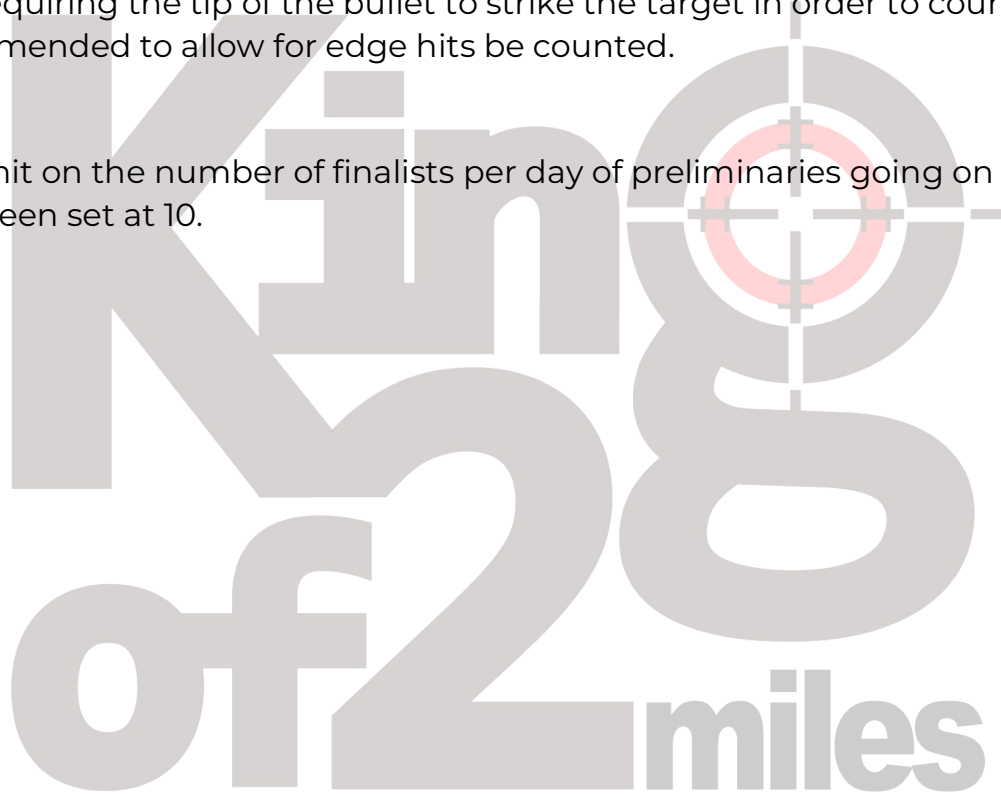 equiring the tip of the bullet to strike the target in order to coun
mended to allow for edge hits be counted.
nit on the number of finalists per day of preliminaries going on
een set at 10.
King
of 2 miles